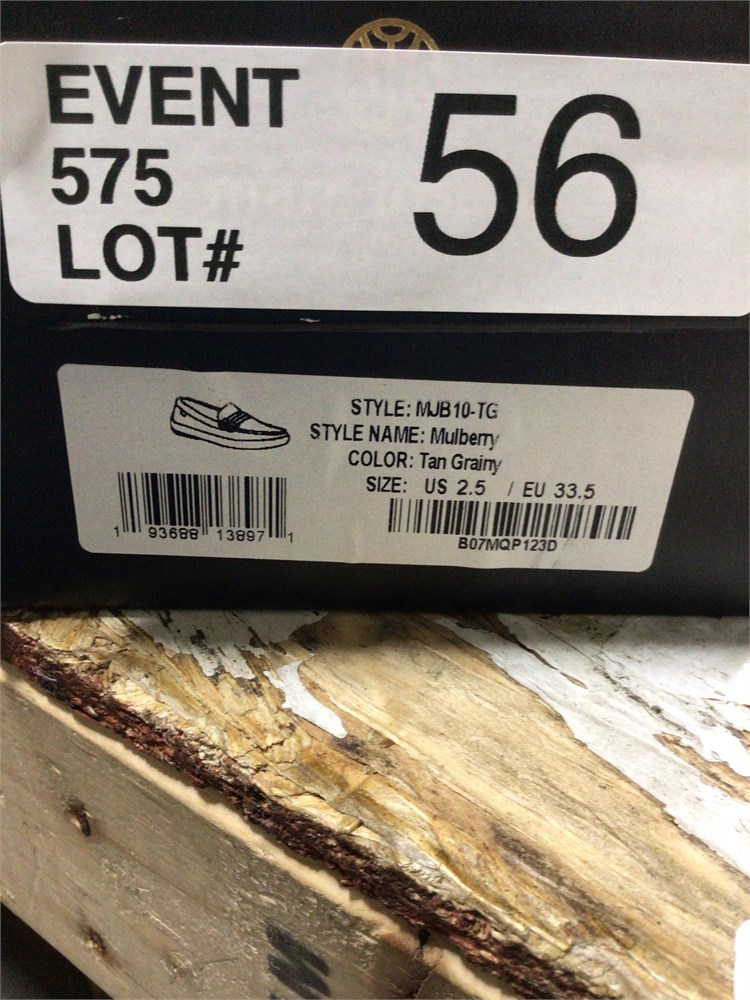 EVENT
575
LOT#
56
STYLE: MJB10-TG
STYLE NAME: Mulberry
COLOR: Tan Grainy
SIZE: US 2.5 / EU 33.5
1 93688 13897 1
B07MQP123D